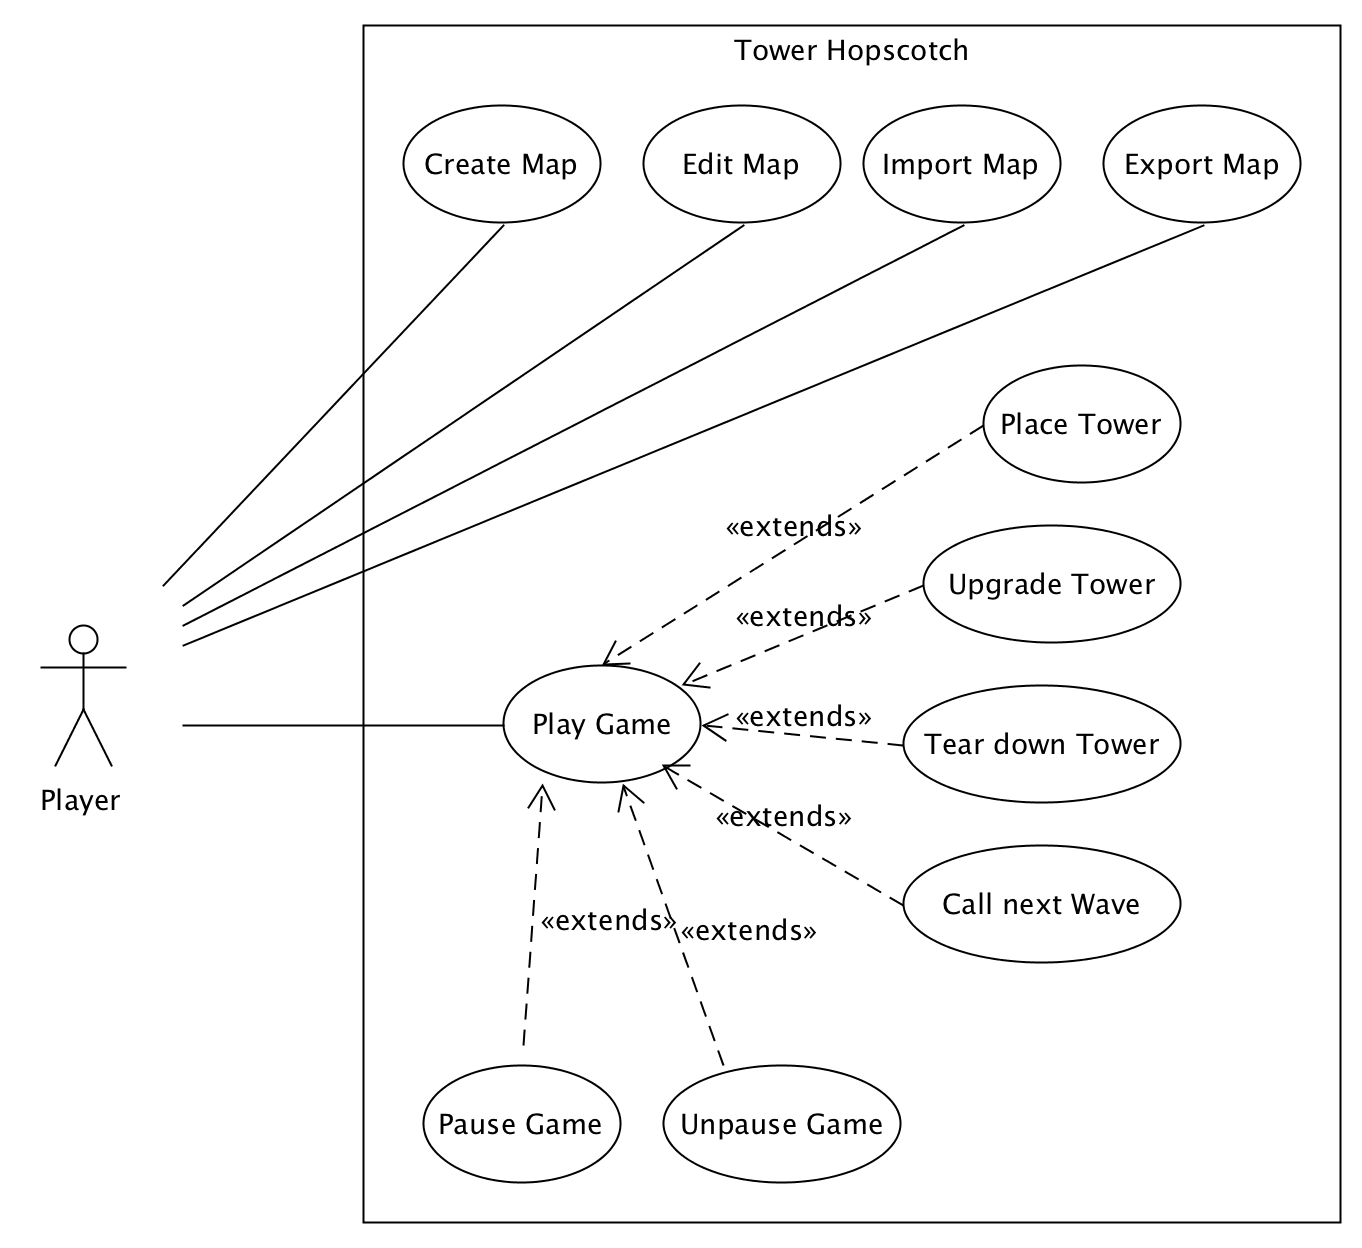 Tower Hopscotch
Create Map
Edit Map
Import Map
Export Map
Place Tower
«extends»
Upgrade Tower
«extends»
Play Game
«extends»
Tear down Tower
Player
«extends»
Call next Wave
«extends»
«extends»
Pause Game
Unpause Game